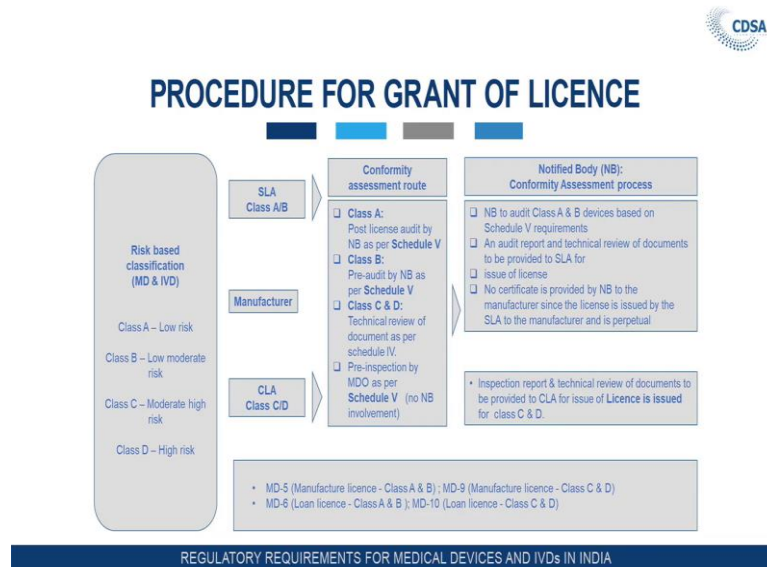 CDSA
PROCEDURE FOR GRANT OF LICENCE
Risk based
classification
(MD & IVD)
Class A – Low risk
Class B – Low moderate
risk
Class C – Moderate high
risk
Class D – High risk
SLA
Class A/B
Manufacturer
CLA
Class C/D
Conformity
assessment route
❑ Class A:
Post license audit by
NB as per Schedule V
❑ Class B:
Pre-audit by NB as
per Schedule V
❑ Class C & D:
Technical review of
document as per
schedule IV.
❑ Pre-inspection by
MDO as per
Schedule V (no NB
involvement)
Notified Body (NB):
Conformity Assessment process
❑ NB to audit Class A & B devices based on
Schedule V requirements
❑ An audit report and technical review of documents
to be provided to SLA for
❑ issue of license
❑ No certificate is provided by NB to the
manufacturer since the license is issued by the
SLA to the manufacturer and is perpetual
• Inspection report & technical review of documents to
be provided to CLA for issue of Licence is issued
for class C & D.
• MD-5 (Manufacture licence - Class A & B) ; MD-9 (Manufacture licence - Class C & D)
• MD-6 (Loan licence - Class A & B ); MD-10 (Loan licence - Class C & D)
REGULATORY REQUIREMENTS FOR MEDICAL DEVICES AND IVDs IN INDIA